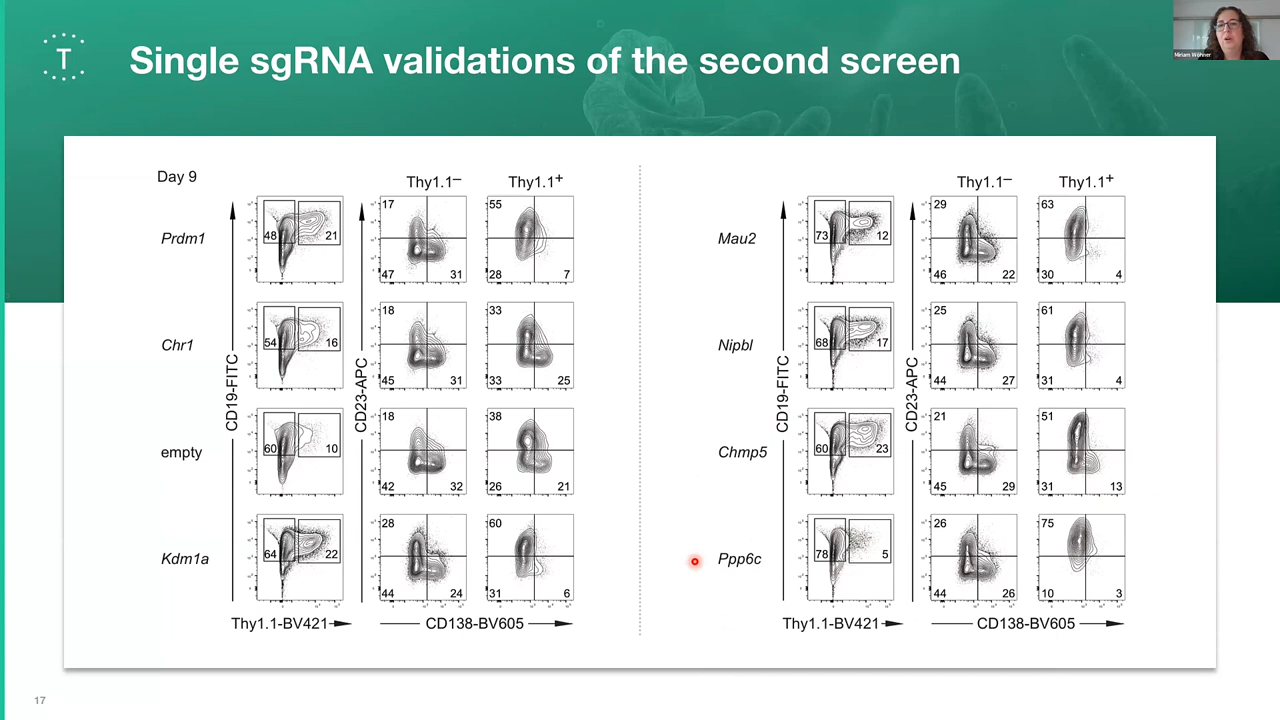 T
Single sgRNA validations of the second screen
Miriam Wöhner
Day 9
Thy1.1–
Thy1.1+
Prdm1
48
21
17
47
31
55
28
7
Chr1
54
16
18
45
31
33
33
25
empty
60
10
18
42
32
38
26
21
Kdm1a
64
22
28
44
24
60
31
6
CD19-FITC
CD23-APC
Thy1.1-BV421
CD138-BV605
Thy1.1–
Thy1.1+
Mau2
73
12
29
46
22
63
30
4
Nipbl
68
17
25
44
27
61
31
4
Chmp5
60
23
21
45
29
51
31
13
Ppp6c
78
5
26
44
26
75
10
3
CD19-FITC
CD23-APC
Thy1.1-BV421
CD138-BV605
17